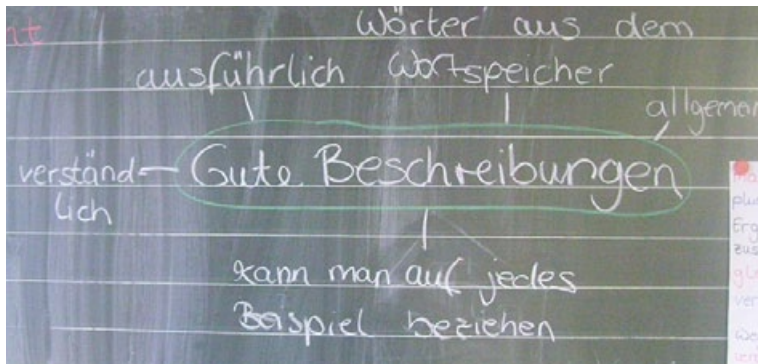 Wörter aus dem
ausführlich Wortspeicher
allgemein
verständ-
lich
Gute Beschreibungen
kann man auf jedes
Beispiel beziehen